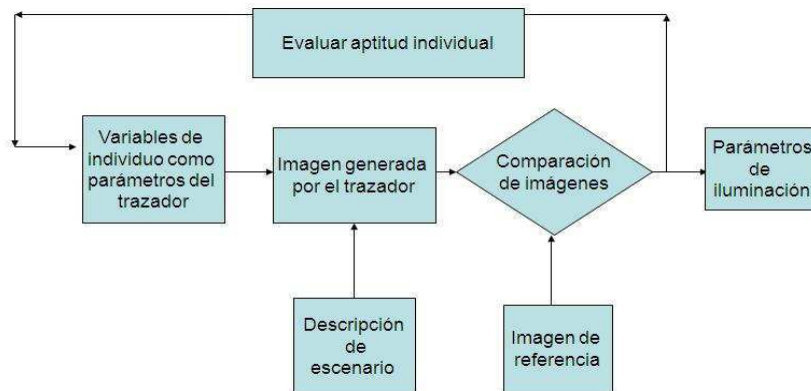 Evaluar aptitud individual
Variables de
individuo como
parámetros del
trazador
Imagen generada
por el trazador
Comparación
de imágenes
Parámetros
de
iluminación
Descripción
de
escenario
Imagen de
referencia